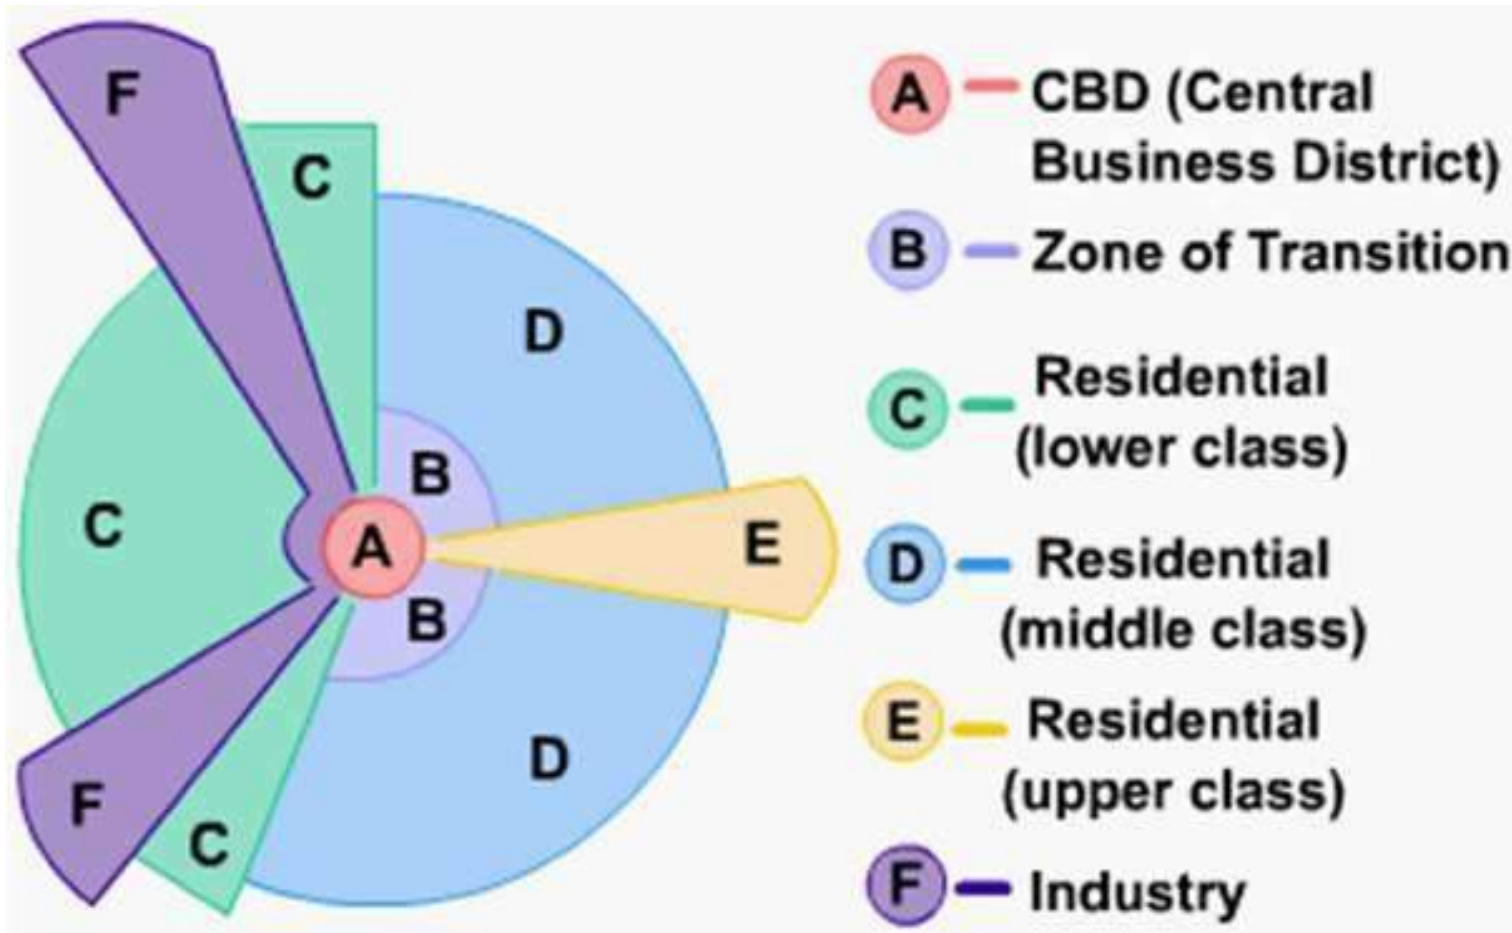 F
C
D
B
C
A
E
B
D
F
C
A CBD (Central
Business District)
B Zone of Transition
C Residential
(lower class)
D Residential
(middle class)
E Residential
(upper class)
F Industry